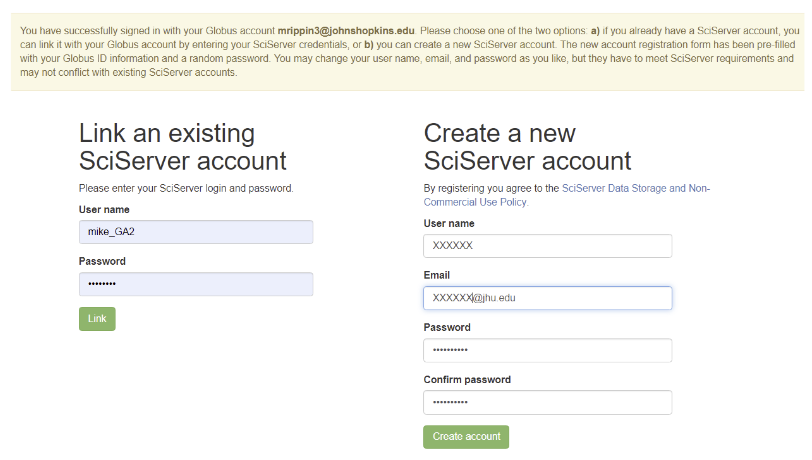 You have successfully signed in with your Globus account mrippin3@johnshopkins.edu. Please choose one of the two options: a) if you already have a SciServer account, you
can link it with your Globus account by entering your SciServer credentials, or b) you can create a new SciServer account. The new account registration form has been pre-filled
with your Globus ID information and a random password. You may change your user name, email, and password as you like, but they have to meet SciServer requirements and
may not conflict with existing SciServer accounts.
Link an existing
SciServer account
Please enter your SciServer login and password.
User name
mike_GA2
Password
••••••••
Link
Create a new
SciServer account
By registering you agree to the SciServer Data Storage and Non-
Commercial Use Policy.
User name
XXXXXX
Email
XXXXXX@jhu.edu
Password
••••••••••
Confirm password
••••••••••
Create account